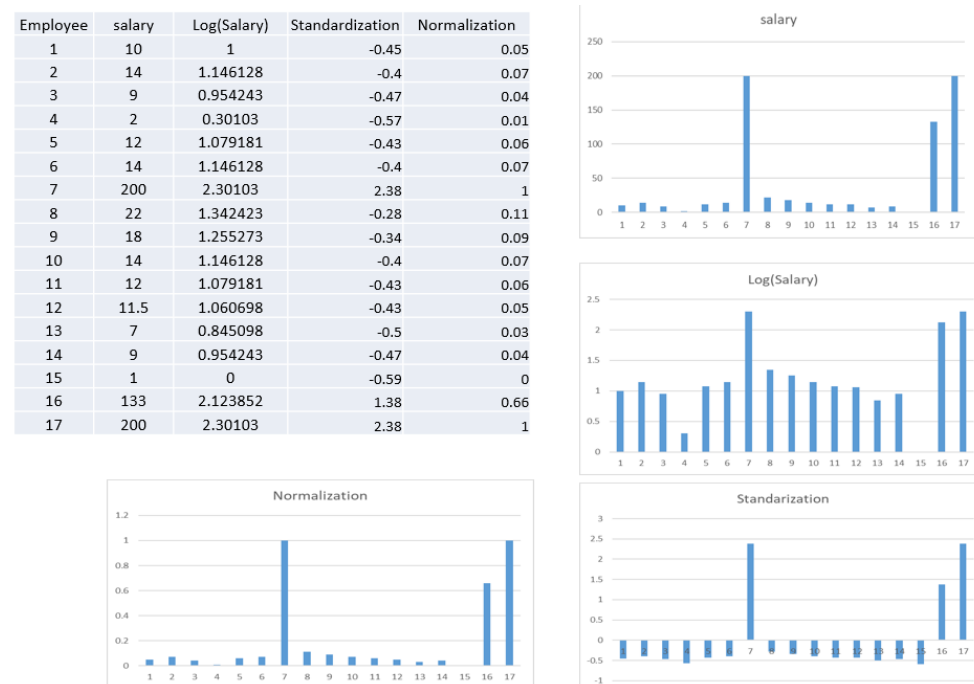 Employee salary Log(Salary) Standardization Normalization
1 10 1 -0.45 0.05
2 14 1.146128 -0.4 0.07
3 9 0.954243 -0.47 0.04
4 2 0.30103 -0.57 0.01
5 12 1.079181 -0.43 0.06
6 14 1.146128 -0.4 0.07
7 200 2.30103 2.38 1
8 22 1.342423 -0.28 0.11
9 18 1.255273 -0.34 0.09
10 14 1.146128 -0.4 0.07
11 12 1.079181 -0.43 0.06
12 11.5 1.060698 -0.43 0.05
13 7 0.845098 -0.5 0.03
14 9 0.954243 -0.47 0.04
15 1 0 -0.59 0
16 133 2.123852 1.38 0.66
17 200 2.30103 2.38 1
salary
250
200
150
100
50
0
1 2 3 4 5 6 7 8 9 10 11 12 13 14 15 16 17
Log(Salary)
2.5
2
1.5
1
0.5
0
1 2 3 4 5 6 7 8 9 10 11 12 13 14 15 16 17
Normalization
1.2
1
0.8
0.6
0.4
0.2
0
1 2 3 4 5 6 7 8 9 10 11 12 13 14 15 16 17
Standarization
3
2.5
2
1.5
1
0.5
0
-0.5
-1
1 2 3 4 5 6 7 8 9 10 11 12 13 14 15 16 17